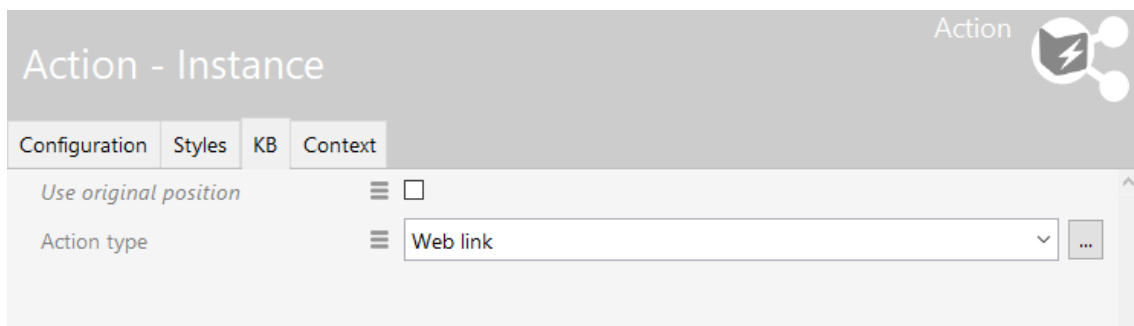 Action
Action - Instance
Configuration Styles KB Context
Use original position
Action type Web link ...